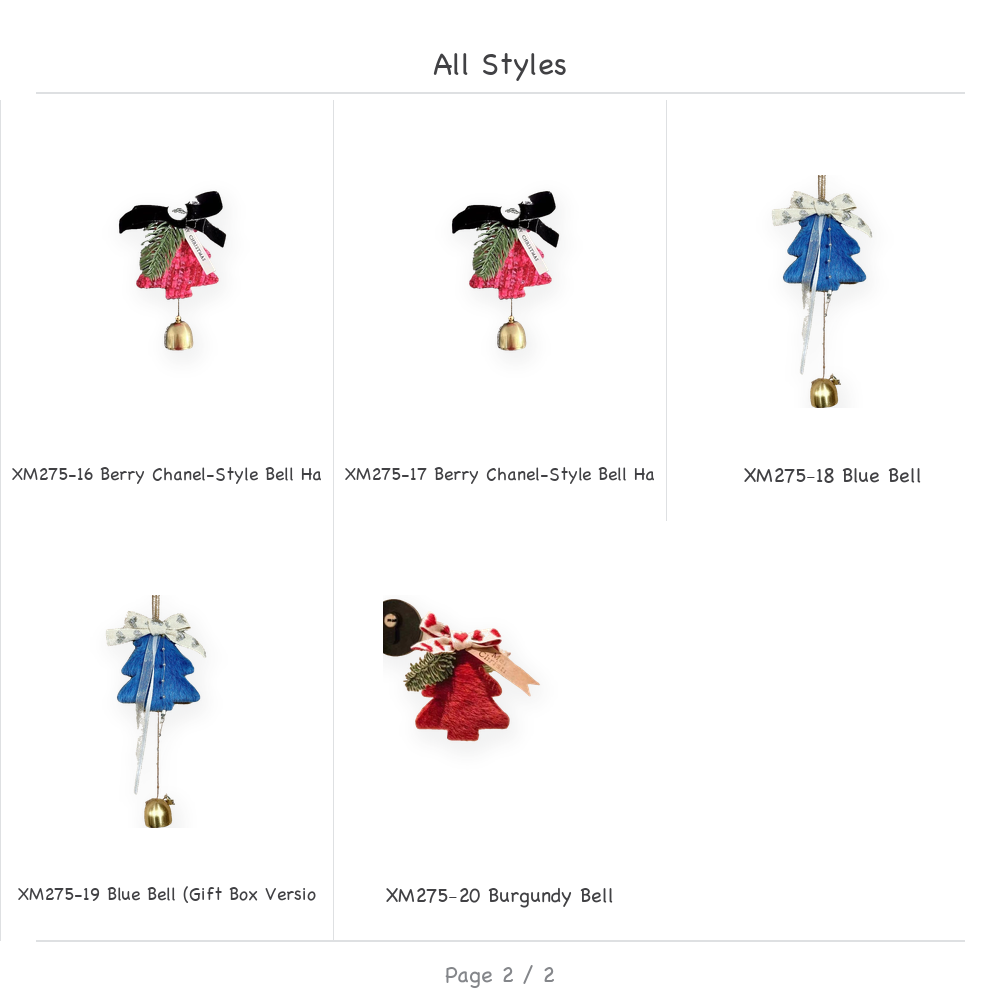 All Styles
XM275-16 Berry Chanel-Style Bell Ha
XM275-17 Berry Chanel-Style Bell Ha
XM275-18 Blue Bell
XM275-19 Blue Bell (Gift Box Versio
XM275-20 Burgundy Bell
Page 2 / 2